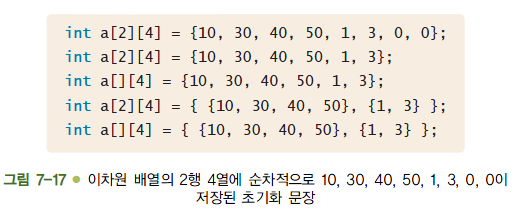 int a[2][4] = {10, 30, 40, 50, 1, 3, 0, 0};
int a[2][4] = {10, 30, 40, 50, 1, 3};
int a[][4] = {10, 30, 40, 50, 1, 3};
int a[2][4] = { {10, 30, 40, 50}, {1, 3} };
int a[][4] = { {10, 30, 40, 50}, {1, 3} };
그림 7-17 ● 이차원 배열의 2행 4열에 순차적으로 10, 30, 40, 50, 1, 3, 0, 0이
저장된 초기화 문장